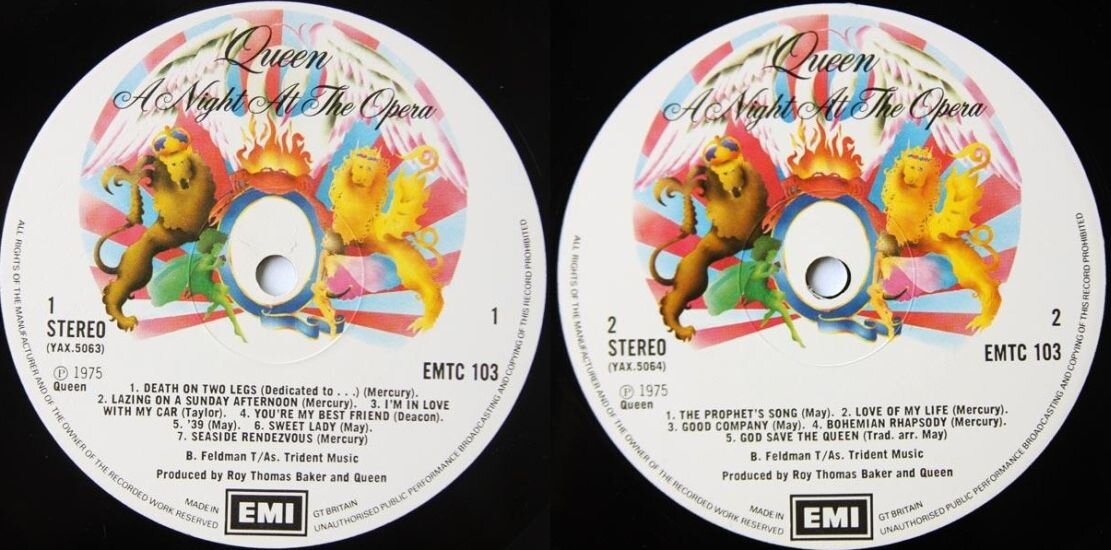 Queen
A Night At The Opera
1
STEREO
(YAX.5063)
1
EMTC 103
Ⓟ 1975
Queen
1. DEATH ON TWO LEGS (Dedicated to . . .) (Mercury).
2. LAZING ON A SUNDAY AFTERNOON (Mercury). 3. I'M IN LOVE
WITH MY CAR (Taylor). 4. YOU'RE MY BEST FRIEND (Deacon).
5. '39 (May). 6. SWEET LADY (May).
7. SEASIDE RENDEZVOUS (Mercury)
B. Feldman T/As. Trident Music
Produced by Roy Thomas Baker and Queen
MADE IN
EMI
GT BRITAIN
ALL RIGHTS OF THE MANUFACTURER AND OF THE OWNER OF THE RECORDED WORK RESERVED
UNAUTHORISED PUBLIC PERFORMANCE BROADCASTING AND COPYING OF THIS RECORD PROHIBITED
Queen
A Night At The Opera
2
STEREO
(YAX.5064)
2
EMTC 103
Ⓟ 1975
Queen
1. THE PROPHET'S SONG (May). 2. LOVE OF MY LIFE (Mercury).
3. GOOD COMPANY (May). 4. BOHEMIAN RHAPSODY (Mercury).
5. GOD SAVE THE QUEEN (Trad. arr. May)
B. Feldman T/As. Trident Music
Produced by Roy Thomas Baker and Queen
MADE IN
EMI
GT BRITAIN
ALL RIGHTS OF THE MANUFACTURER AND OF THE OWNER OF THE RECORDED WORK RESERVED
UNAUTHORISED PUBLIC PERFORMANCE BROADCASTING AND COPYING OF THIS RECORD PROHIBITED